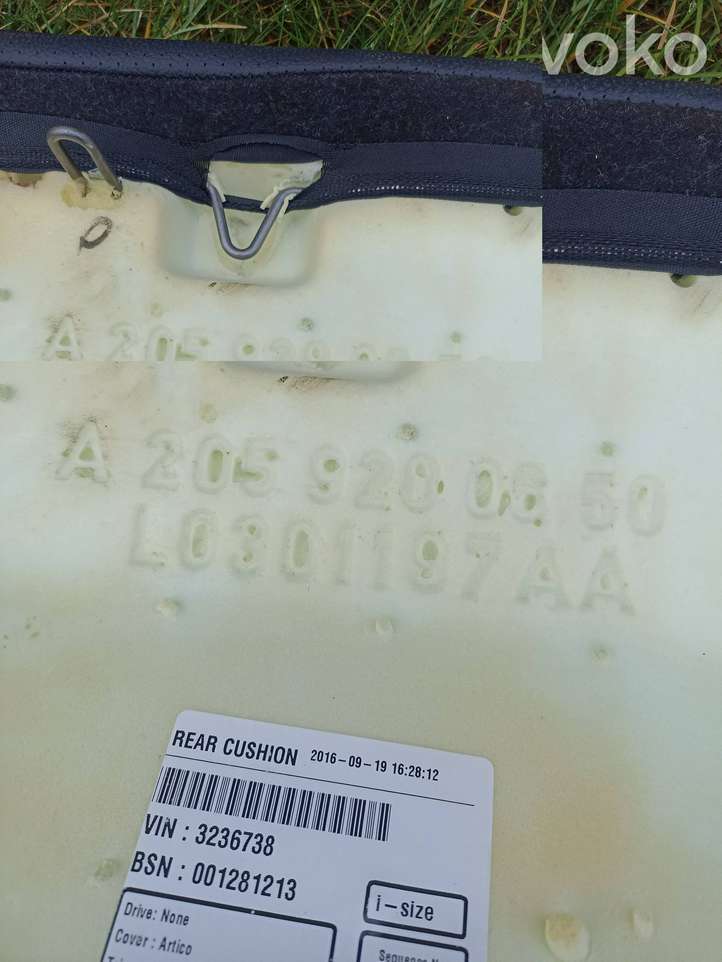 voko
A 205 920 06 50
L0301197AA
REAR CUSHION 2016-09-19 16:28:12
VIN : 3236738
BSN : 001281213
i-size
Drive: None
Cover : Artico
Sequence